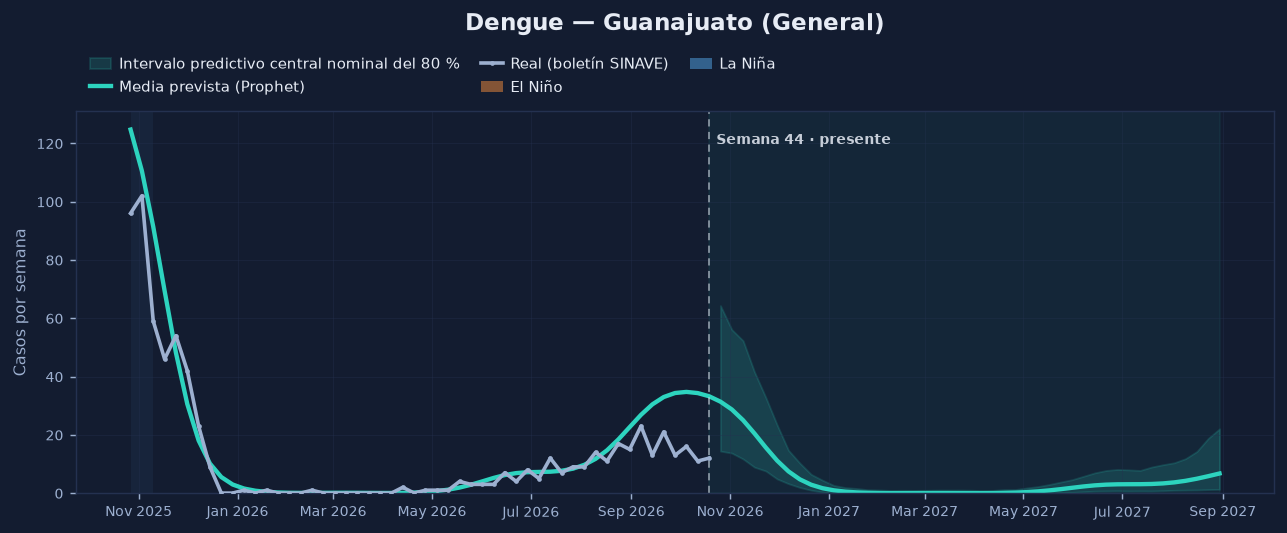 Dengue — Guanajuato (General)
Intervalo predictivo central nominal del 80 %
Real (boletín SINAVE)
La Niña
Media prevista (Prophet)
El Niño
Semana 44 · presente
Casos por semana
120
100
80
60
40
20
0
Nov 2025
Jan 2026
Mar 2026
May 2026
Jul 2026
Sep 2026
Nov 2026
Jan 2027
Mar 2027
May 2027
Jul 2027
Sep 2027